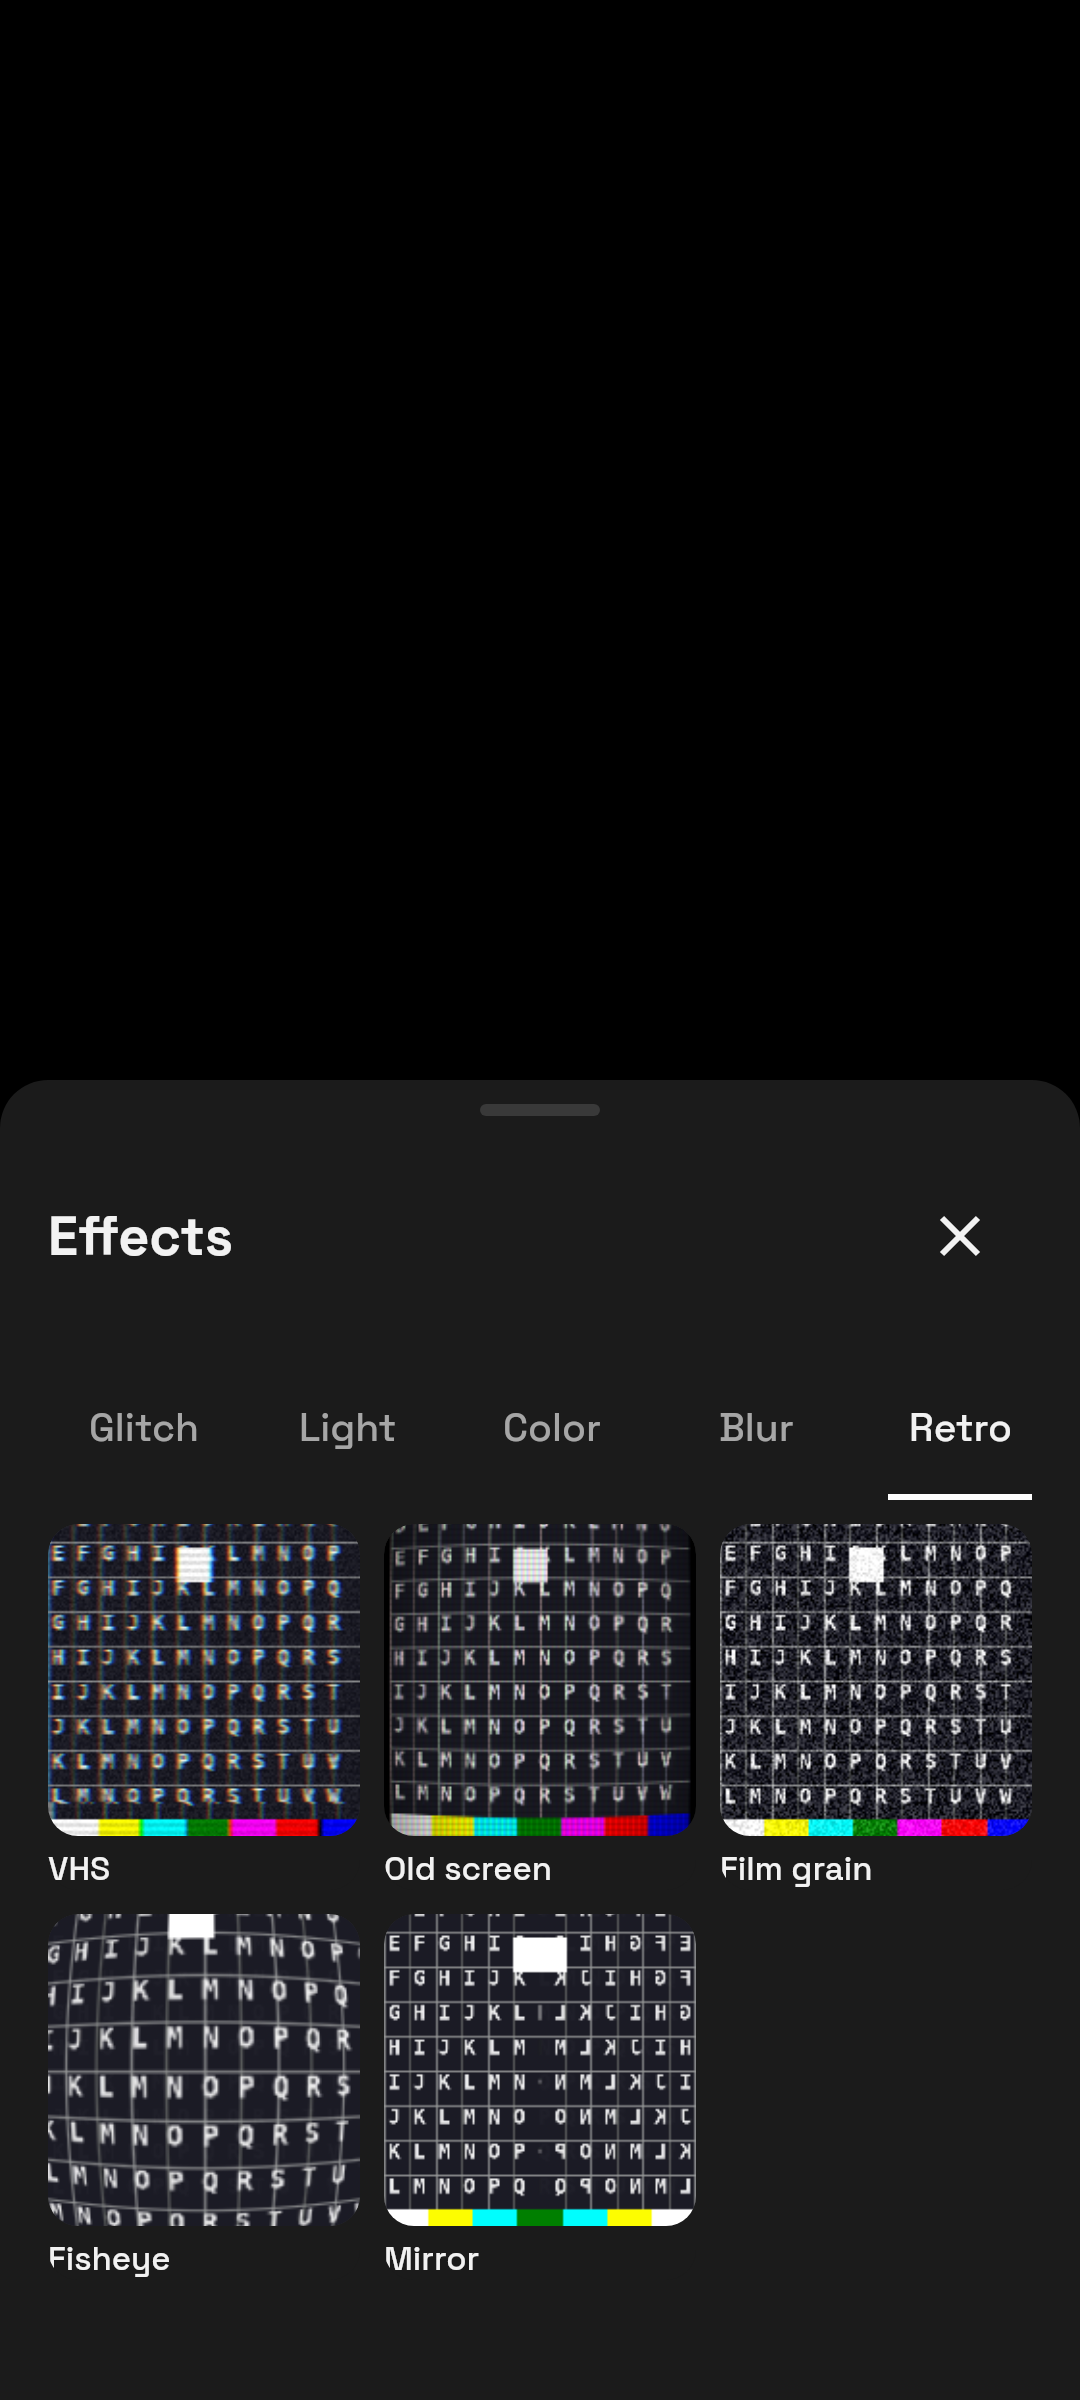 Effects
Glitch Light Color Blur Retro
E F G H I L M N O P
F G H I J K L M N O P Q
G H I J K L M N O P Q R
H I J K L M N O P Q R S
I J K L M N O P Q R S T
J K L M N O P Q R S T U
K L M N O P Q R S T U V
L M N O P Q R S T U V W
VHS
E F G H I L M N O P
F G H I J K L M N O P Q
G H I J K L M N O P Q R
H I J K L M N O P Q R S
I J K L M N O P Q R S T
J K L M N O P Q R S T U
K L M N O P Q R S T U V
L M N O P Q R S T U V W
Old screen
E F G H I L M N O P
F G H I J K L M N O P Q
G H I J K L M N O P Q R
H I J K L M N O P Q R S
I J K L M N O P Q R S T
J K L M N O P Q R S T U
K L M N O P Q R S T U V
L M N O P Q R S T U V W
Film grain
G H I J K L M N O P
H I J K L M N O P Q
J K L M N O P Q R
K L M N O P Q R S
L M N O P Q R S T
L M N O P Q R S T U
M N O P Q R S T U V
Fisheye
E F G H I I H G F E
F G H I J K K J I H G F
G H I J K L L K J I H G
H I J K L M M L K J I H
I J K L M N N M L K J I
J K L M N O O N M L K J
K L M N O P P O N M L K
L M N O P Q Q P O N M L
Mirror